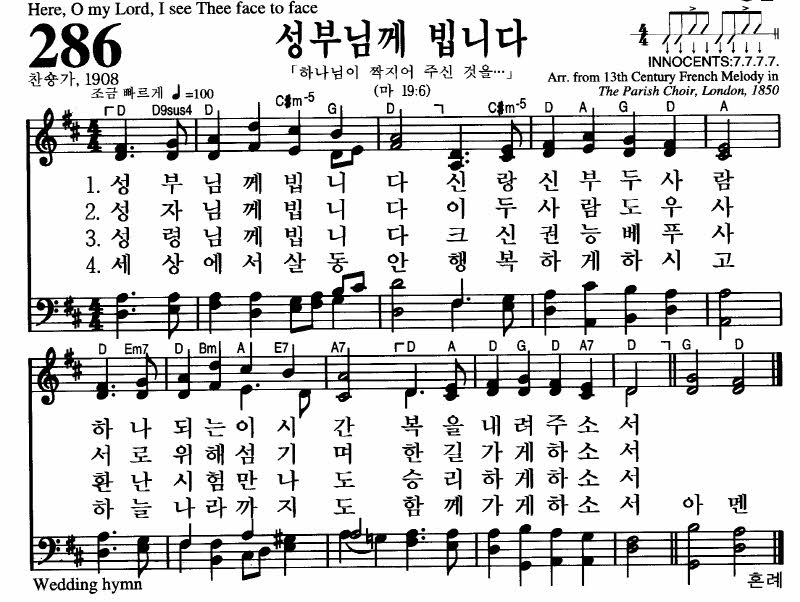 Here, O my Lord, I see Thee face to face
286
성부님께 빕니다
찬숑가, 1908
「하나님이 짝지어 주신 것을…」
(마 19:6)
조금 빠르게 ♩=100
4/4
INNOCENTS:7.7.7.7.
Arr. from 13th Century French Melody in
The Parish Choir, London, 1850
D D9sus4 D C#m-5 G D C#m-5 D A D A
1. 성 부 님 께 빕 니 다 신 랑 신 부 두 사 람
2. 성 자 님 께 빕 니 다 이 두 사 람 도 우 사
3. 성 령 님 께 빕 니 다 크 신 권 능 베 푸 사
4. 세 상 에 서 살 동 안 행 복 하 게 하 시 고
D Em7 D Bm A E7 A7 D A D G D A7 D G D
하 나 되 는 이 시 간 복 을 내 려 주 소 서
서 로 위 해 섬 기 며 한 길 가 게 하 소 서
환 난 시 험 만 나 도 승 리 하 게 하 소 서
하 늘 나 라 까 지 도 함 께 가 게 하 소 서 아 멘
Wedding hymn
혼례